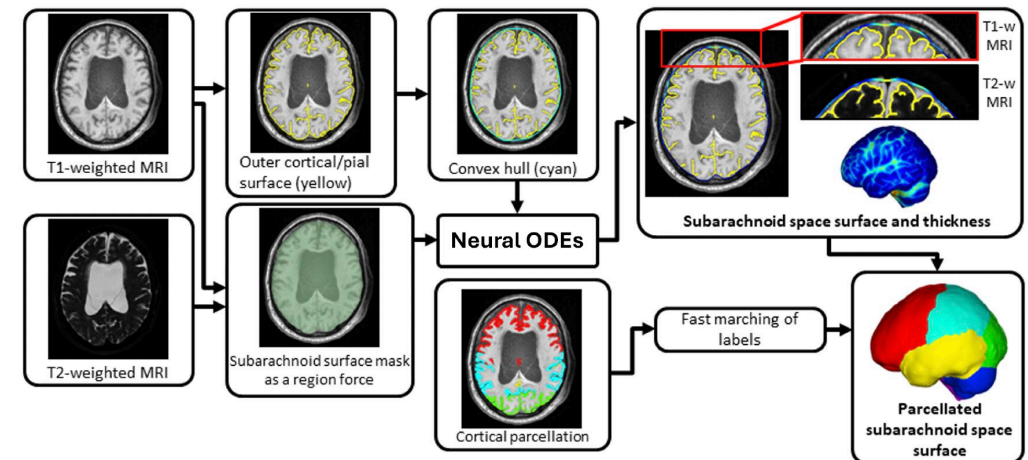 T1-weighted MRI
Outer cortical/pial
surface (yellow)
Convex hull (cyan)
T1-w
MRI
T2-w
MRI
Subarachnoid space surface and thickness
T2-weighted MRI
Subarachnoid surface mask
as a region force
Neural ODEs
Cortical parcellation
Fast marching of
labels
Parcellated
subarachnoid space
surface